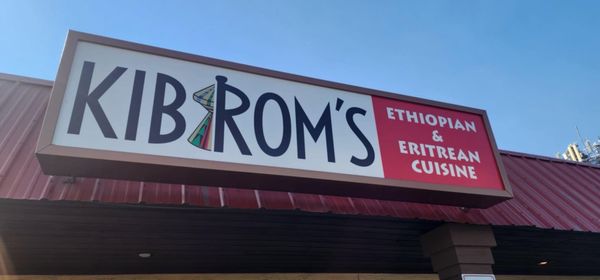 KIBROM'S
ETHIOPIAN
&
ERITREAN
CUISINE